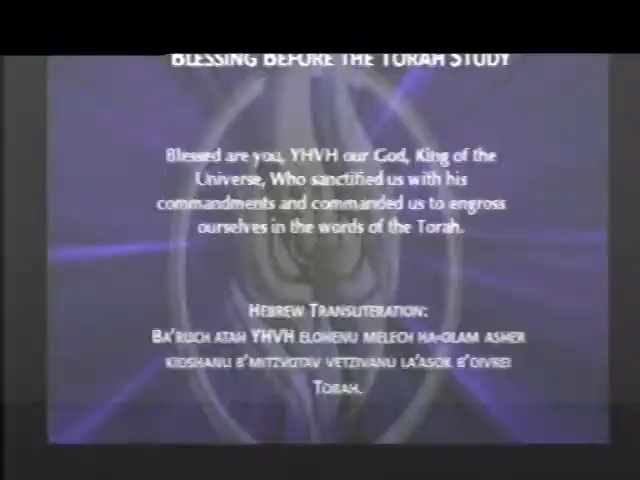 BLESSING BEFORE THE TORAH STUDY
Blessed are you, YHVH our God, King of the
Universe, Who sanctified us with his
commandments and commanded us to engross
ourselves in the words of the Torah.
HEBREW TRANSLITERATION:
BA'RUCH ATAH YHVH ELOHENU MELECH HA-OLAM ASHER
KIDSHANU B'MITZVOTAV VETZIVANU LA'ASOK B'DIVREI
TORAH.